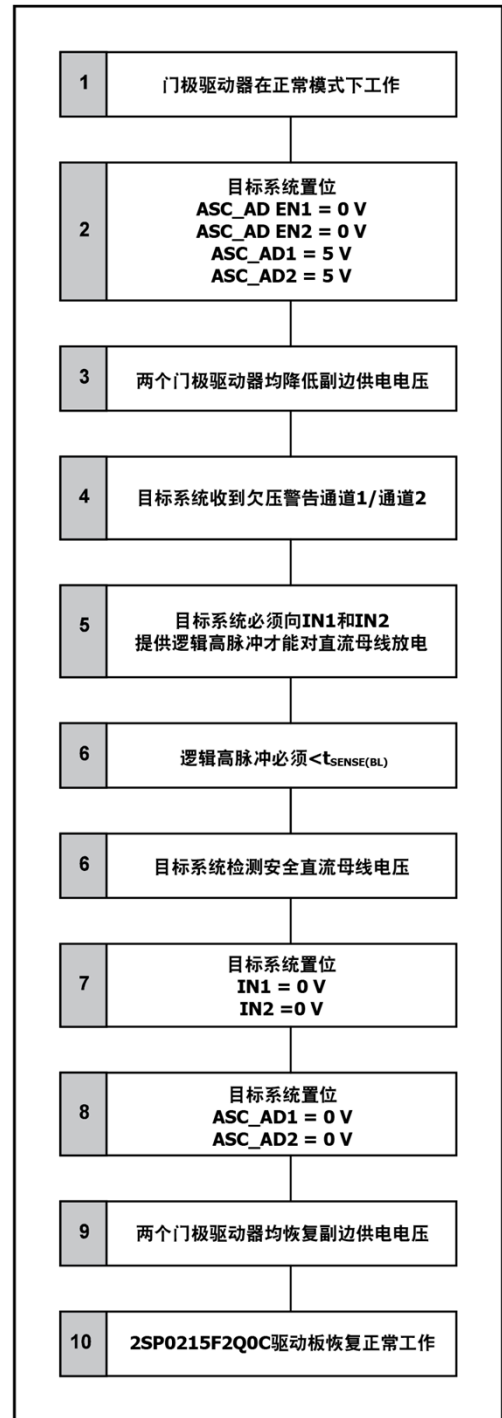 1
门极驱动器在正常模式下工作
2
目标系统置位
ASC_AD EN1 = 0 V
ASC_AD EN2 = 0 V
ASC_AD1 = 5 V
ASC_AD2 = 5 V
3
两个门极驱动器均降低副边供电电压
4
目标系统收到欠压警告通道1/通道2
5
目标系统必须向IN1和IN2
提供逻辑高脉冲才能对直流母线放电
6
逻辑高脉冲必须<tSENSE(BL)
6
目标系统检测安全直流母线电压
7
目标系统置位
IN1 = 0 V
IN2 =0 V
8
目标系统置位
ASC_AD1 = 0 V
ASC_AD2 = 0 V
9
两个门极驱动器均恢复副边供电电压
10
2SP0215F2Q0C驱动板恢复正常工作